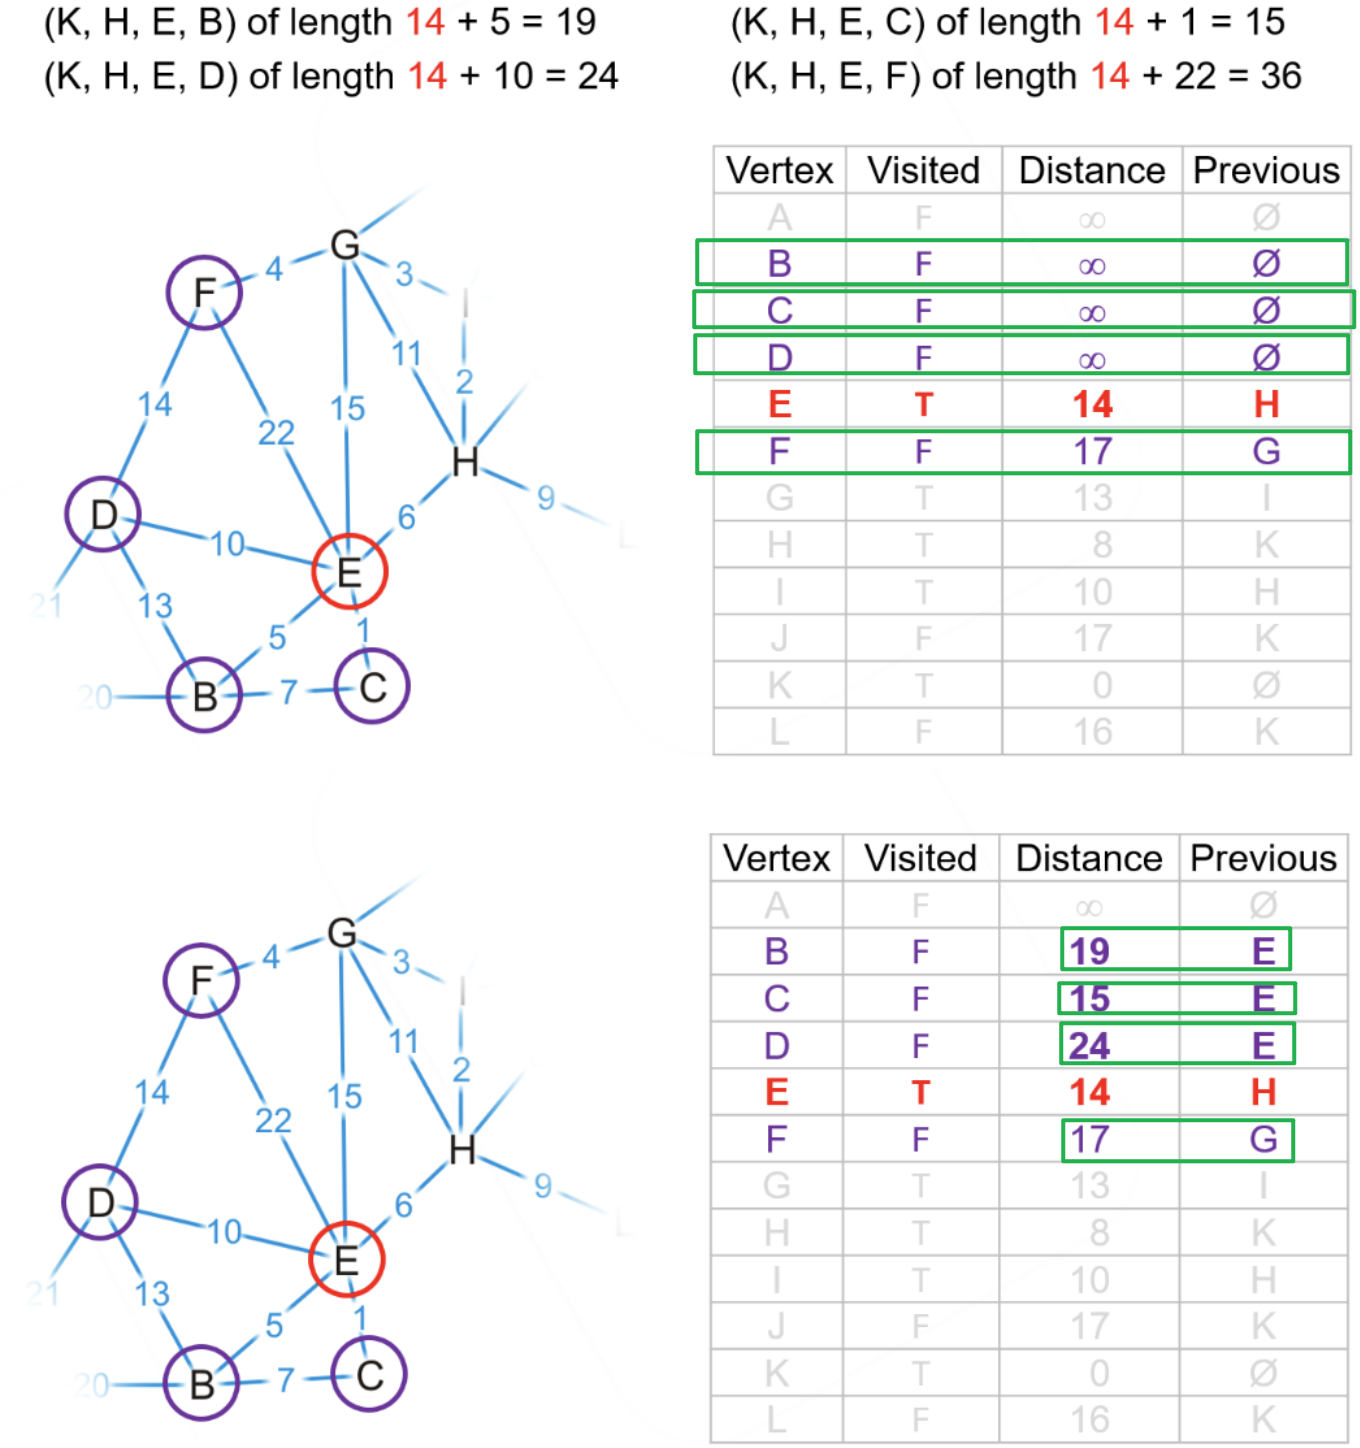 (K, H, E, B) of length 14 + 5 = 19
(K, H, E, C) of length 14 + 1 = 15
(K, H, E, D) of length 14 + 10 = 24
(K, H, E, F) of length 14 + 22 = 36
G
F
4
3
I
11
2
14
15
22
H
D
9
6
L
10
E
21
13
5
1
20
B
7
C
Vertex Visited Distance Previous
A F ∞ Ø
B F ∞ Ø
C F ∞ Ø
D F ∞ Ø
E T 14 H
F F 17 G
G T 13 I
H T 8 K
I T 10 H
J F 17 K
K T 0 Ø
L F 16 K
G
F
4
3
I
11
2
14
15
22
H
D
9
6
L
10
E
21
13
5
1
20
B
7
C
Vertex Visited Distance Previous
A F ∞ Ø
B F 19 E
C F 15 E
D F 24 E
E T 14 H
F F 17 G
G T 13 I
H T 8 K
I T 10 H
J F 17 K
K T 0 Ø
L F 16 K